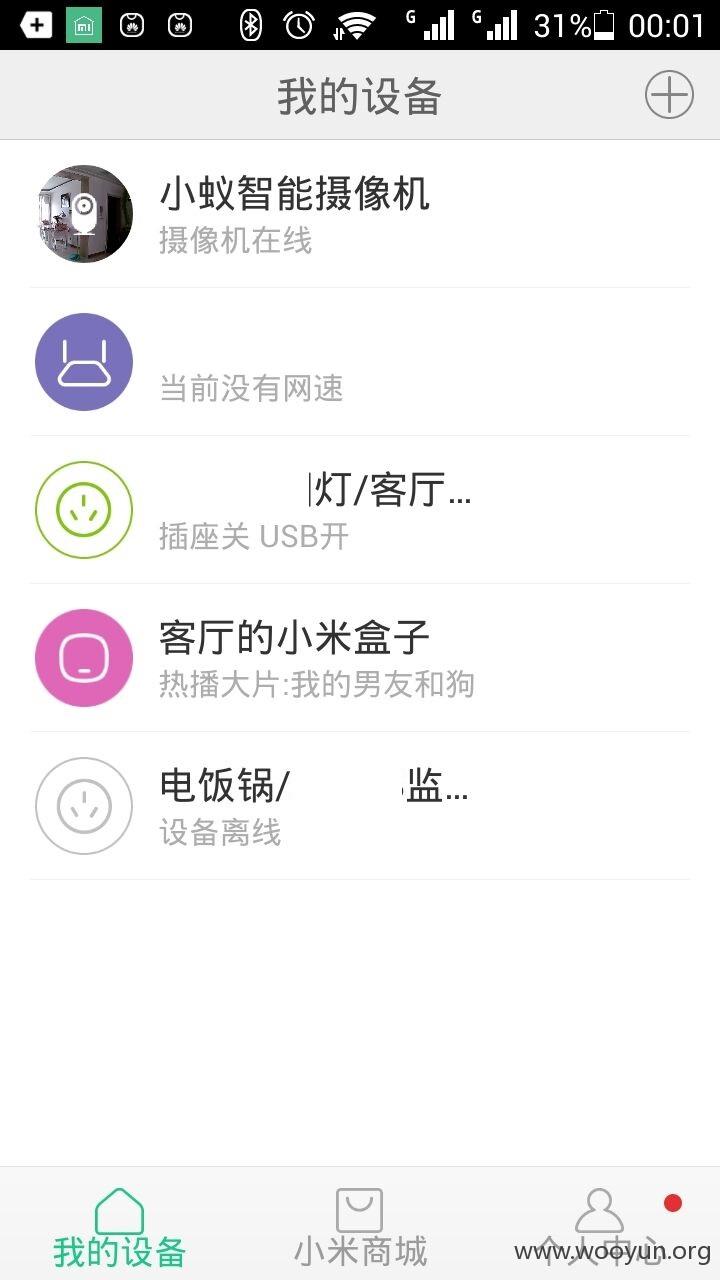 G G 31% 00:01
我的设备
小蚁智能摄像机
摄像机在线
当前没有网速
灯/客厅...
插座关 USB开
客厅的小米盒子
热播大片:我的男友和狗
电饭锅/ 监...
设备离线
我的设备 小米商城 个人中心
www.wooyun.org